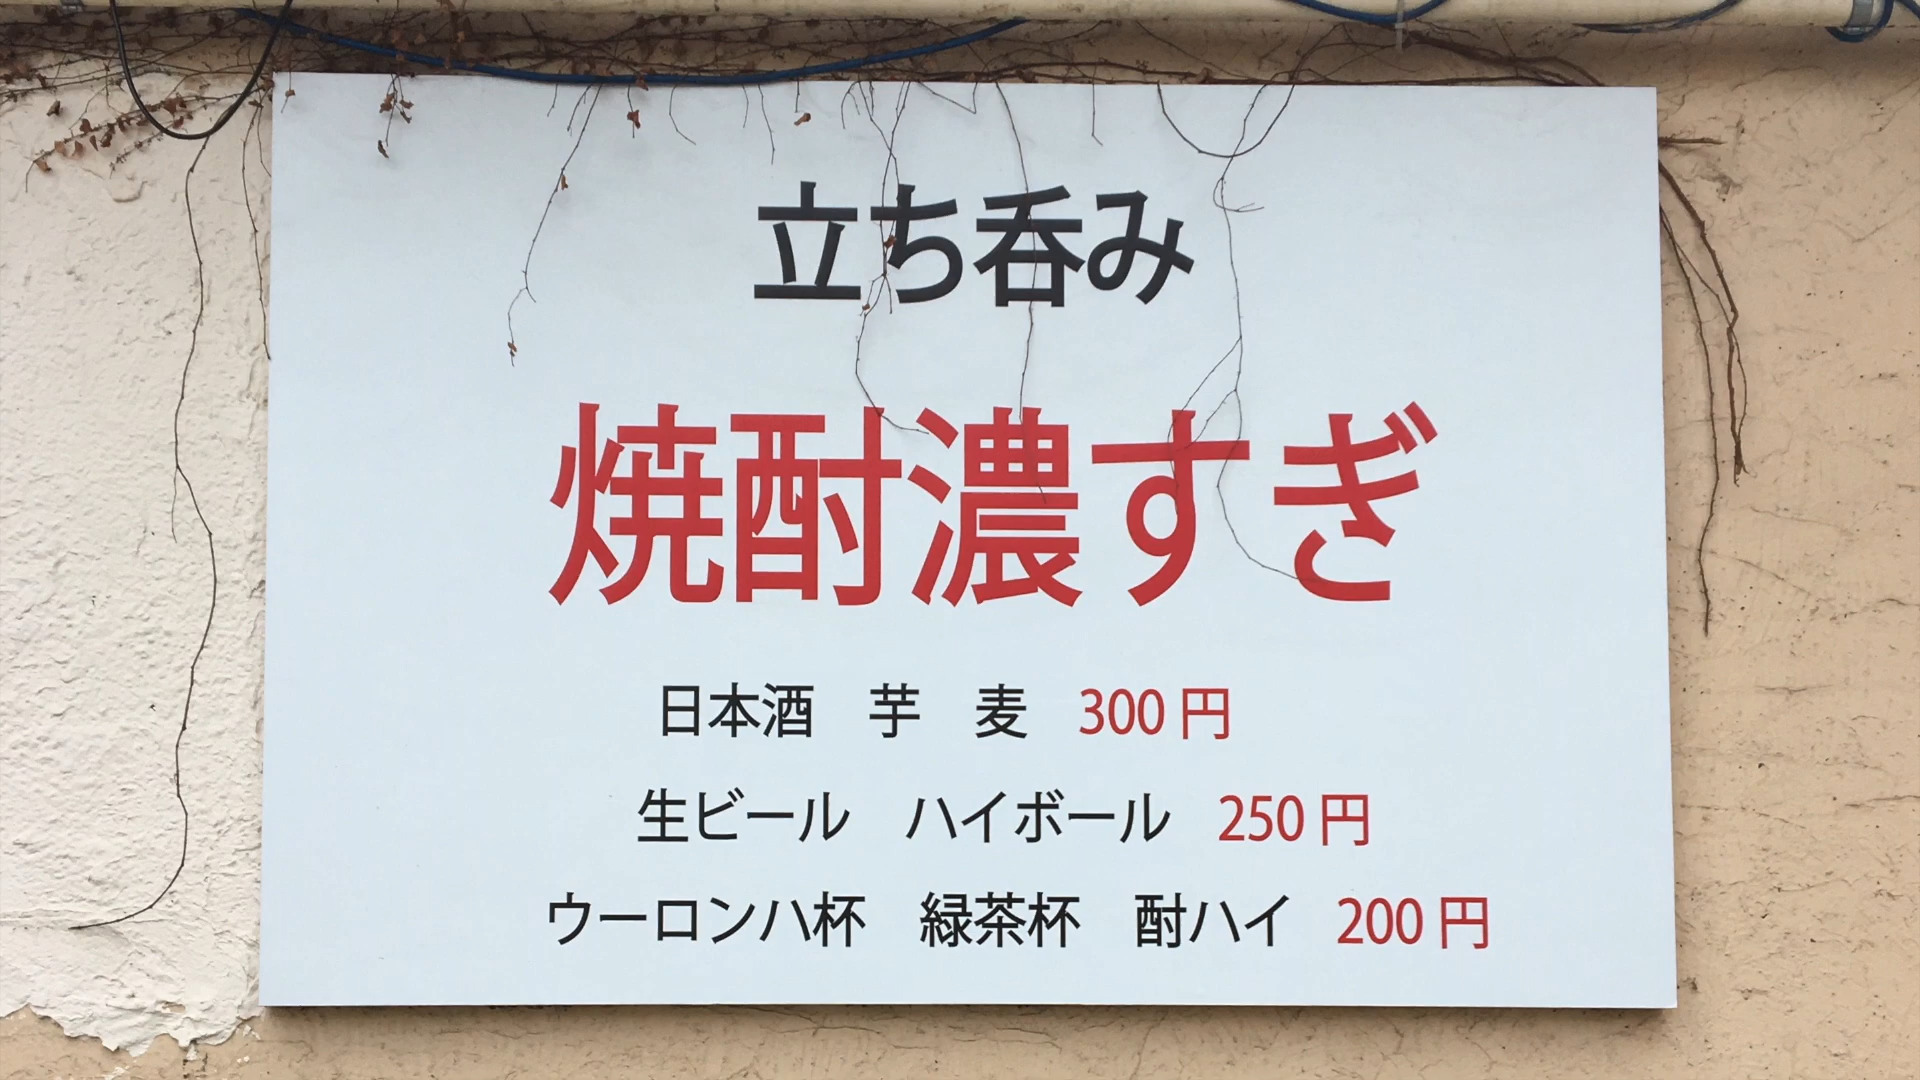 立ち呑み
焼酎濃すぎ
日本酒　芋　麦　300円
生ビール　ハイボール　250円
ウーロンハ杯　緑茶杯　酎ハイ　200円